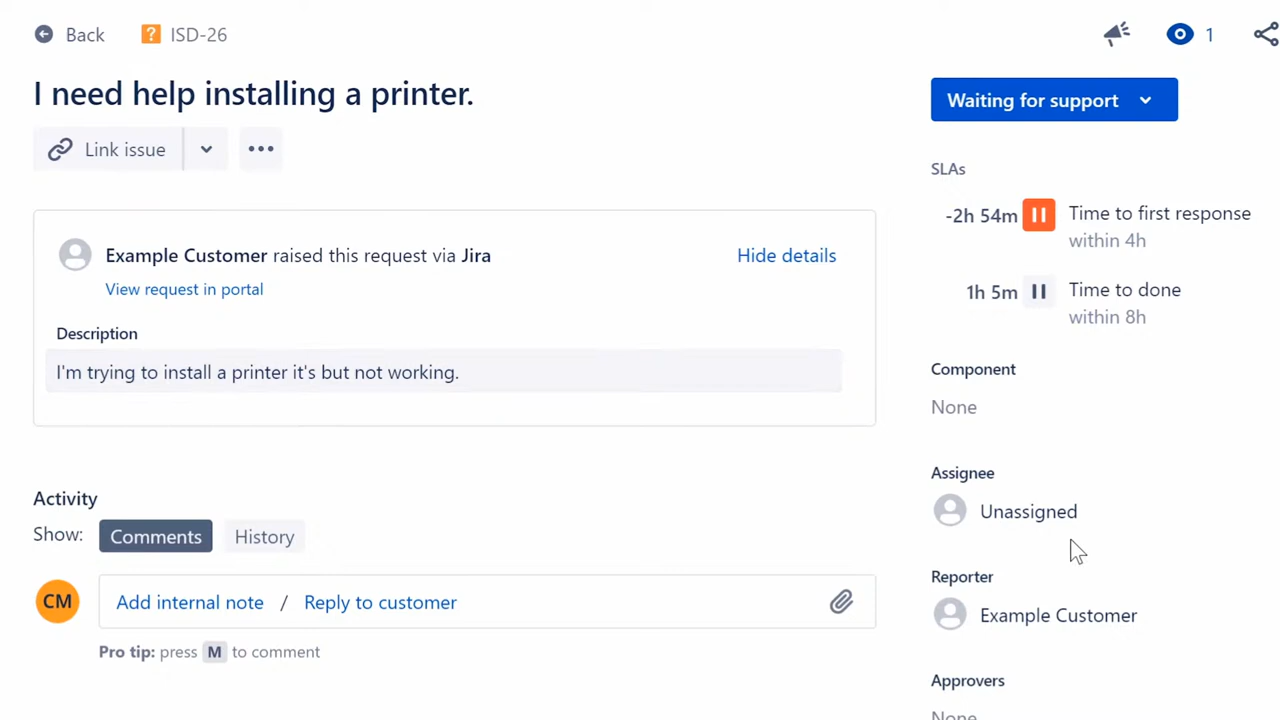 Back ISD-26 1
I need help installing a printer.
Waiting for support
Link issue
SLAs
-2h 54m Time to first response
within 4h
Example Customer raised this request via Jira Hide details
View request in portal
1h 5m Time to done
within 8h
Description
I'm trying to install a printer it's but not working.
Component
None
Assignee
Unassigned
Activity
Show: Comments History
Reporter
Example Customer
CM Add internal note / Reply to customer
Pro tip: press M to comment
Approvers
None